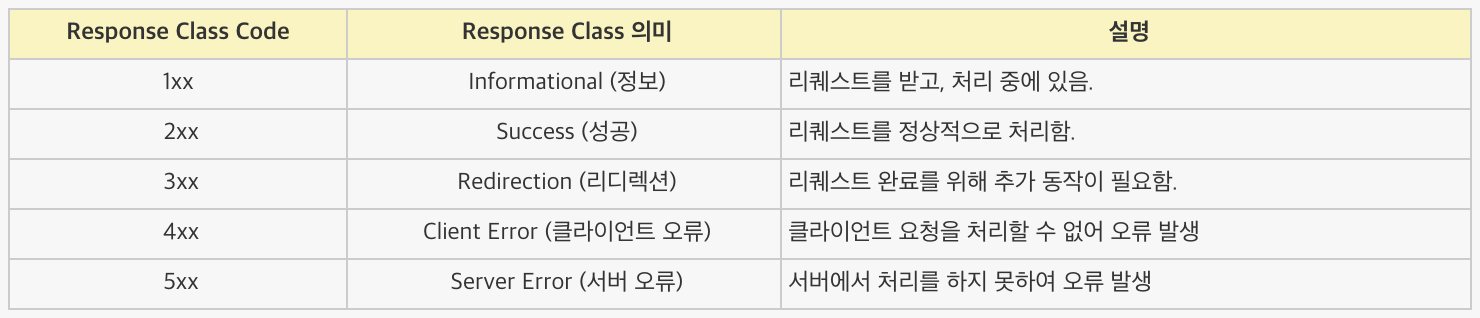 Response Class Code Response Class 의미 설명
1xx Informational (정보) 리퀘스트를 받고, 처리 중에 있음.
2xx Success (성공) 리퀘스트를 정상적으로 처리함.
3xx Redirection (리디렉션) 리퀘스트 완료를 위해 추가 동작이 필요함.
4xx Client Error (클라이언트 오류) 클라이언트 요청을 처리할 수 없어 오류 발생
5xx Server Error (서버 오류) 서버에서 처리를 하지 못하여 오류 발생